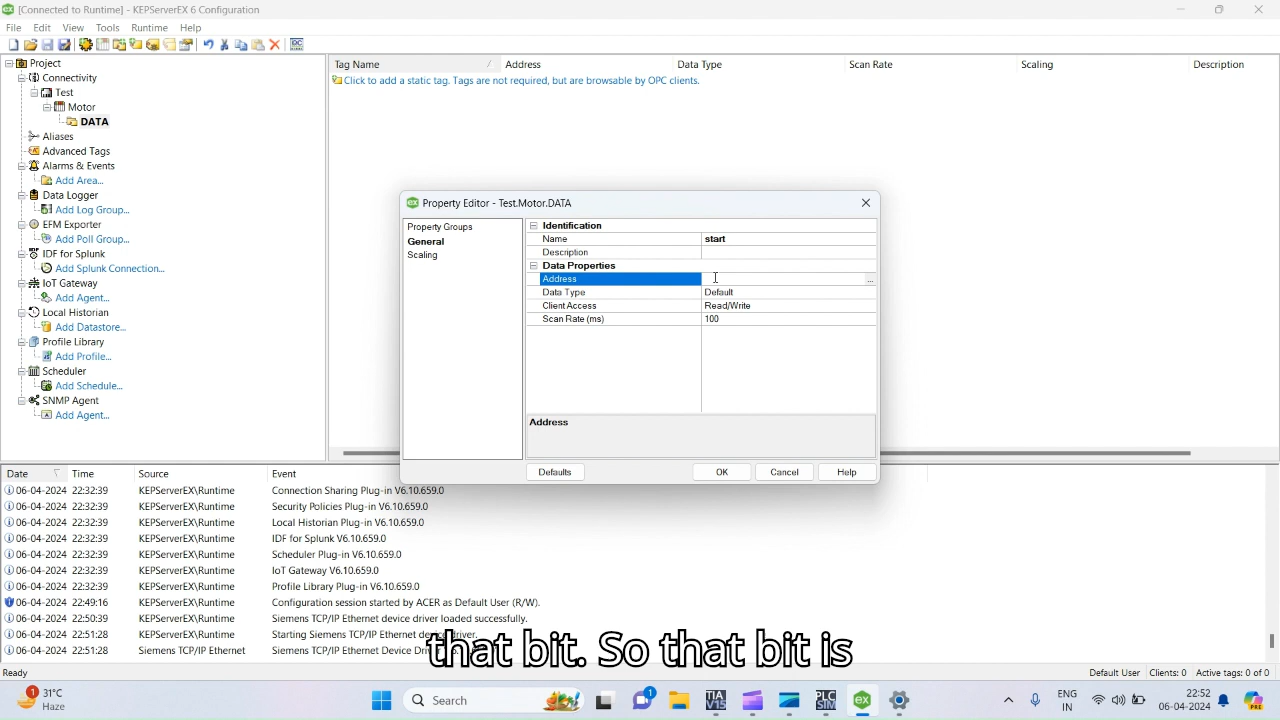 [Connected to Runtime] - KEPServerEX 6 Configuration
File Edit View Tools Runtime Help
Project
Connectivity
Test
Motor
DATA
Aliases
Advanced Tags
Alarms & Events
Add Area...
Data Logger
Add Log Group...
EFM Exporter
Add Poll Group...
IDF for Splunk
Add Splunk Connection...
IoT Gateway
Add Agent...
Local Historian
Add Datastore...
Profile Library
Add Profile...
Scheduler
Add Schedule...
SNMP Agent
Add Agent...
Tag Name Address Data Type Scan Rate Scaling Description
Click to add a static tag. Tags are not required, but are browsable by OPC clients.
Property Editor - Test.Motor.DATA
Property Groups
General
Scaling
Identification
Name start
Description
Data Properties
Address ...
Data Type Default
Client Access Read/Write
Scan Rate (ms) 100
Address
Defaults OK Cancel Help
Date Time Source Event
06-04-2024 22:32:39 KEPServerEX\Runtime Connection Sharing Plug-in V6.10.659.0
06-04-2024 22:32:39 KEPServerEX\Runtime Security Policies Plug-in V6.10.659.0
06-04-2024 22:32:39 KEPServerEX\Runtime Local Historian Plug-in V6.10.659.0
06-04-2024 22:32:39 KEPServerEX\Runtime IDF for Splunk V6.10.659.0
06-04-2024 22:32:39 KEPServerEX\Runtime Scheduler Plug-in V6.10.659.0
06-04-2024 22:32:39 KEPServerEX\Runtime IoT Gateway V6.10.659.0
06-04-2024 22:32:39 KEPServerEX\Runtime Profile Library Plug-in V6.10.659.0
06-04-2024 22:49:16 KEPServerEX\Runtime Configuration session started by ACER as Default User (R/W).
06-04-2024 22:50:39 KEPServerEX\Runtime Siemens TCP/IP Ethernet device driver loaded successfully.
06-04-2024 22:51:28 KEPServerEX\Runtime Starting Siemens TCP/IP Ethernet device driver.
06-04-2024 22:51:28 Siemens TCP/IP Ethernet Siemens TCP/IP Ethernet Device
that bit. So that bit is
Ready Default User Clients: 0 Active tags: 0 of 0
1 31°C
Haze
Search
1
TIA V15
PLC SIM
ex
ENG
IN
22:52
06-04-2024
PRE